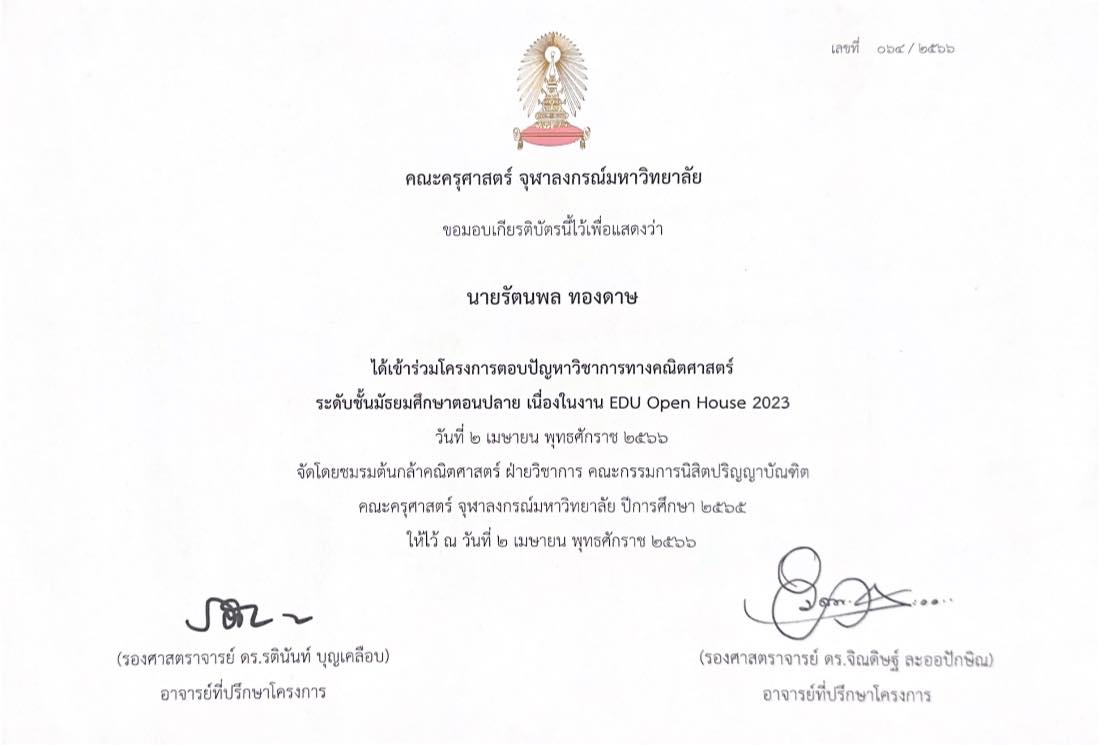 เลขที่ ๐๖๔ / ๒๕๖๖
คณะครุศาสตร์ จุฬาลงกรณ์มหาวิทยาลัย
ขอมอบเกียรติบัตรนี้ไว้เพื่อแสดงว่า
นายรัตนพล ทองดาษ
ได้เข้าร่วมโครงการตอบปัญหาวิชาการทางคณิตศาสตร์
ระดับชั้นมัธยมศึกษาตอนปลาย เนื่องในงาน EDU Open House 2023
วันที่ ๒ เมษายน พุทธศักราช ๒๕๖๖
จัดโดยชมรมต้นกล้าคณิตศาสตร์ ฝ่ายวิชาการ คณะกรรมการนิสิตปริญญาบัณฑิต
คณะครุศาสตร์ จุฬาลงกรณ์มหาวิทยาลัย ปีการศึกษา ๒๕๖๕
ให้ไว้ ณ วันที่ ๒ เมษายน พุทธศักราช ๒๕๖๖
(รองศาสตราจารย์ ดร.รตินันท์ บุญเคลือบ)
อาจารย์ที่ปรึกษาโครงการ
(รองศาสตราจารย์ ดร.จิณดิษฐ์ ละออปักษิณ)
อาจารย์ที่ปรึกษาโครงการ